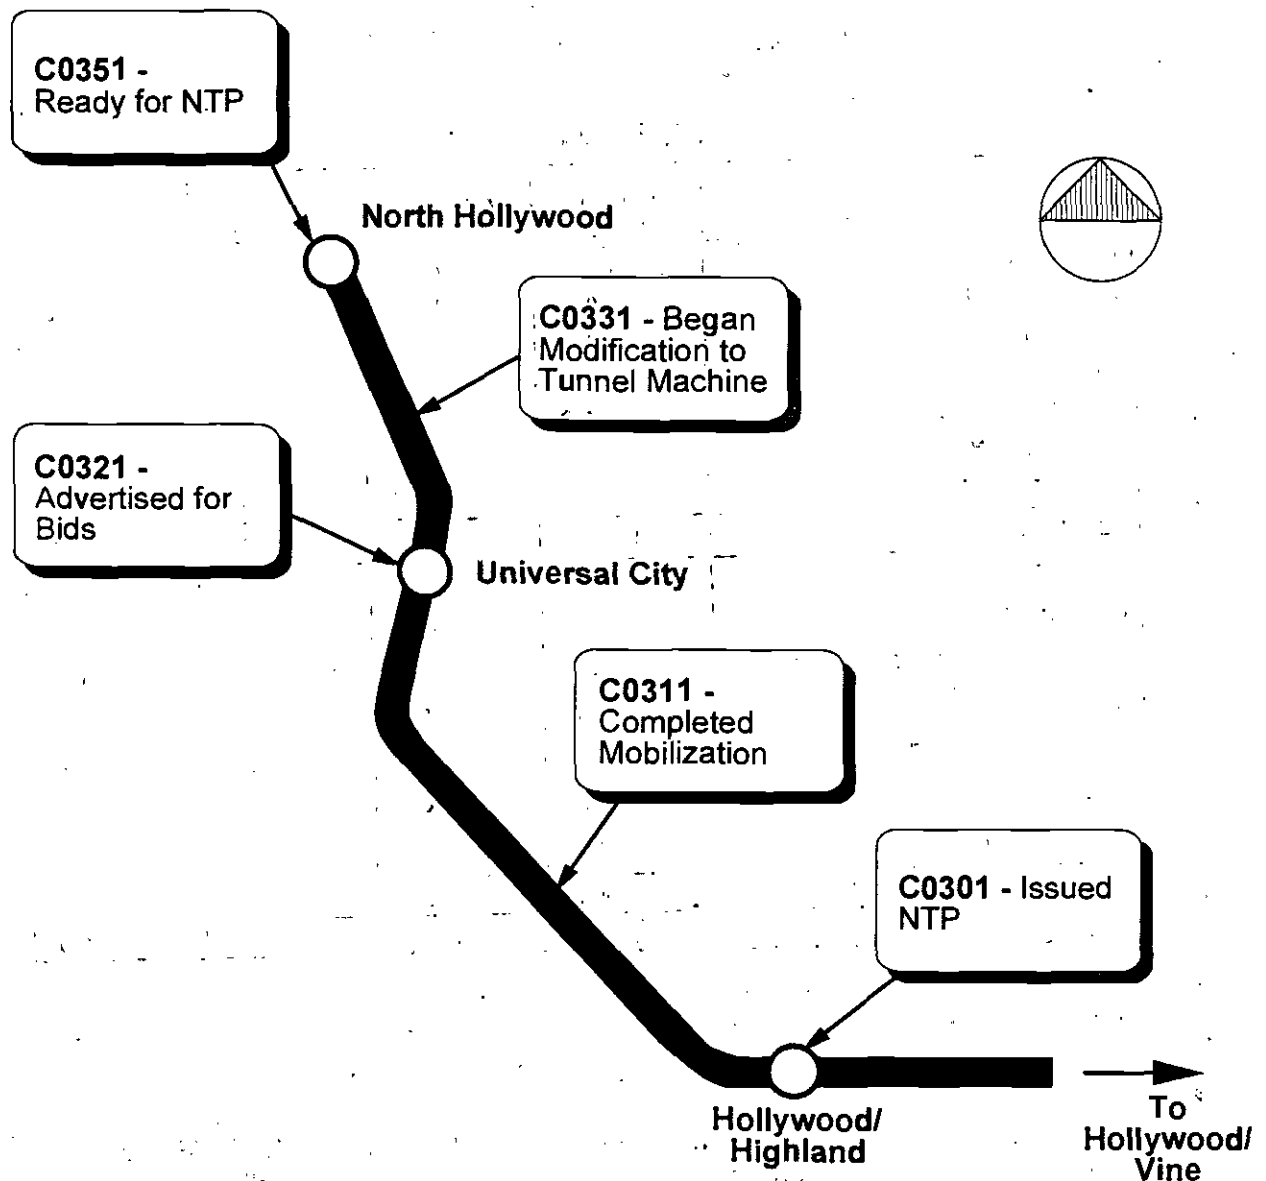 C0351 -
Ready for NTP
North Hollywood
C0331 - Began
Modification to
Tunnel Machine
C0321 -
Advertised for
Bids
Universal City
C0311 -
Completed
Mobilization
C0301 - Issued
NTP
Hollywood/
Highland
To
Hollywood/
Vine